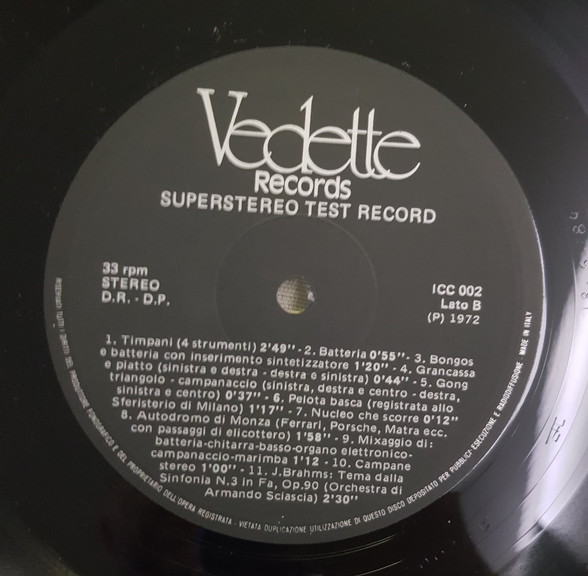 Vedette
Records
SUPERSTEREO TEST RECORD
33 rpm
STEREO
D.R. - D.P.
ICC 002
Lato B
(P) 1972
1. Timpani (4 strumenti) 2'49'' - 2. Batteria 0'55'' - 3. Bongos
e batteria con inserimento sintetizzatore 1'20'' - 4. Grancassa
e piatto (sinistra e destra - destra e sinistra) 0'44'' - 5. Gong
triangolo - campanaccio (sinistra, destra e centro - destra,
sinistra e centro) 0'37'' - 6. Pelota basca (registrata allo
Sferisterio di Milano) 1'17'' - 7. Nucleo che scorre 0'12''
8. Autodromo di Monza (Ferrari, Porsche, Matra ecc.
con passaggi di elicottero) 1'58'' - 9. Mixaggio di:
batteria-chitarra-basso-organo elettronico-
campanaccio-marimba 1'12 - 10. Campane
stereo 1'00'' - 11. J.Brahms: Tema dalla
Sinfonia N.3 in Fa, Op.90 (Orchestra di
Armando Sciascia) 2'30''
RISERVATI TUTTI I DIRITTI DEL PRODUTTORE FONOGRAFICO E DEL PROPRIETARIO DELL'OPERA REGISTRATA - VIETATA DUPLICAZIONE UTILIZZAZIONE DI QUESTO DISCO DEPOSITATO PER PUBBLICA ESECUZIONE E RADIODIFFUSIONE - MADE IN ITALY